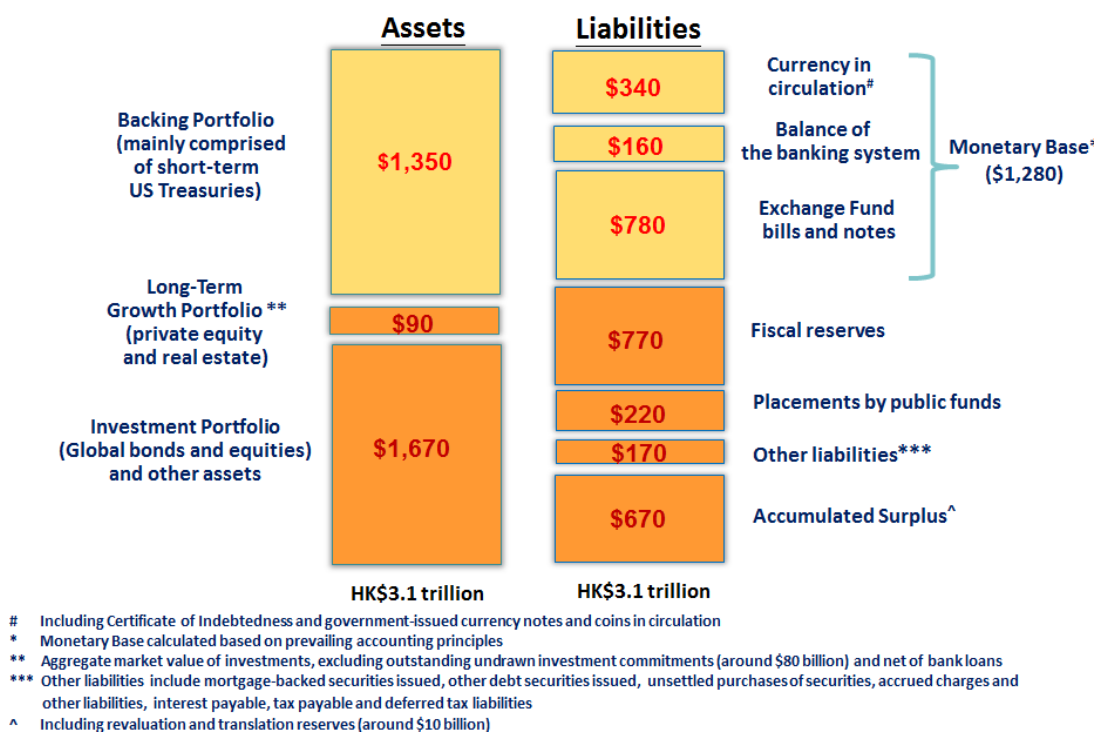 Assets
Liabilities
Backing Portfolio
(mainly comprised
of short-term
US Treasuries)
$1,350
Long-Term
Growth Portfolio **
(private equity
and real estate)
$90
Investment Portfolio
(Global bonds and equities)
and other assets
$1,670
HK$3.1 trillion
$340
Currency in
circulation#
$160
Balance of
the banking system
$780
Exchange Fund
bills and notes
Monetary Base*
($1,280)
$770
Fiscal reserves
$220
Placements by public funds
$170
Other liabilities***
$670
Accumulated Surplus^
HK$3.1 trillion
# Including Certificate of Indebtedness and government-issued currency notes and coins in circulation
* Monetary Base calculated based on prevailing accounting principles
** Aggregate market value of investments, excluding outstanding undrawn investment commitments (around $80 billion) and net of bank loans
*** Other liabilities include mortgage-backed securities issued, other debt securities issued, unsettled purchases of securities, accrued charges and
other liabilities, interest payable, tax payable and deferred tax liabilities
^ Including revaluation and translation reserves (around $10 billion)